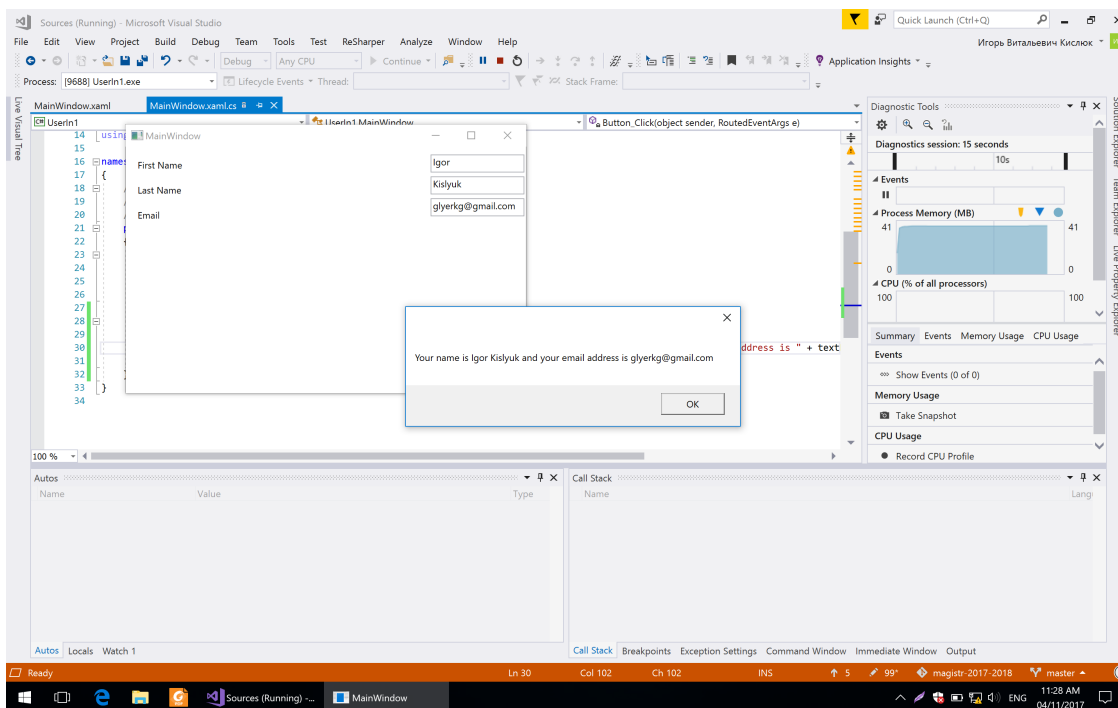 Sources (Running) - Microsoft Visual Studio
Quick Launch (Ctrl+Q)
File Edit View Project Build Debug Team Tools Test ReSharper Analyze Window Help
Игорь Витальевич Кислюк
Debug Any CPU Continue Application Insights
Process: [9688] UserIn1.exe Lifecycle Events Thread: Stack Frame:
Live Visual Tree
MainWindow.xaml MainWindow.xaml.cs
UserIn1 UserIn1.MainWindow Button_Click(object sender, RoutedEventArgs e)
14
15
16
17 {
18
19
20
21
22
23
24
25
26
27
28
29
30 ddress is " + text
31
32
33 }
34
MainWindow
First Name Igor
Last Name Kislyuk
Email glyerkg@gmail.com
Your name is Igor Kislyuk and your email address is glyerkg@gmail.com
OK
100 %
Diagnostic Tools
Diagnostics session: 15 seconds
10s
Events
Process Memory (MB)
41 41
0 0
CPU (% of all processors)
100 100
Summary Events Memory Usage CPU Usage
Events
Show Events (0 of 0)
Memory Usage
Take Snapshot
CPU Usage
Record CPU Profile
Solution Explorer
Team Explorer
Live Property Explorer
Autos
Name Value Type
Autos Locals Watch 1
Call Stack
Name Lang
Call Stack Breakpoints Exception Settings Command Window Immediate Window Output
Ready Ln 30 Col 102 Ch 102 INS 5 99+ magistr-2017-2018 master
Sources (Running) -... MainWindow ENG 11:28 AM
04/11/2017